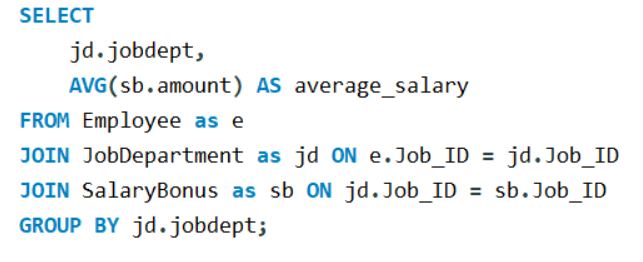 SELECT
    jd.jobdept,
    AVG(sb.amount) AS average_salary
FROM Employee as e
JOIN JobDepartment as jd ON e.Job_ID = jd.Job_ID
JOIN SalaryBonus as sb ON jd.Job_ID = sb.Job_ID
GROUP BY jd.jobdept;